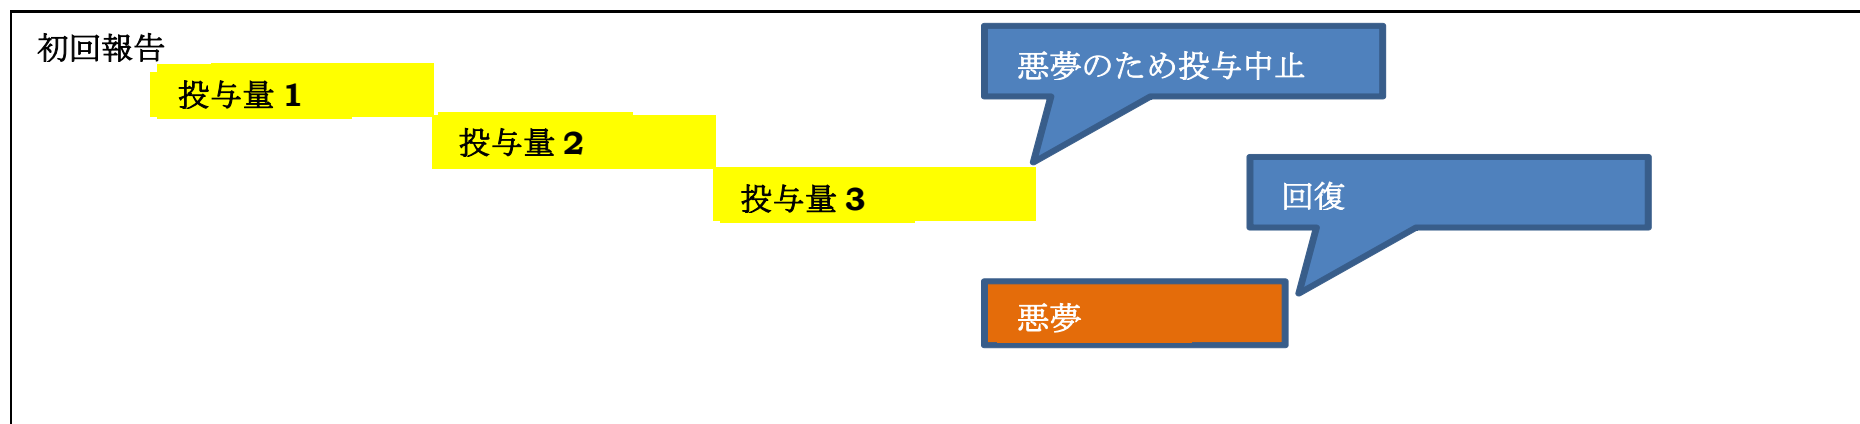 初回報告
悪夢のため投与中止
投与量 1
投与量 2
投与量 3
回復
悪夢